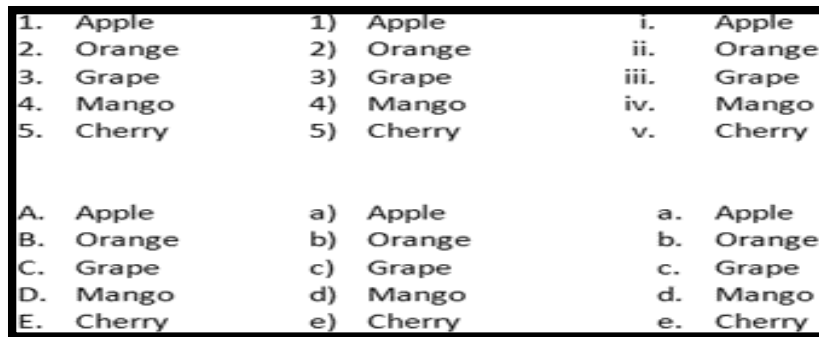 1. Apple 1) Apple i. Apple
2. Orange 2) Orange ii. Orange
3. Grape 3) Grape iii. Grape
4. Mango 4) Mango iv. Mango
5. Cherry 5) Cherry v. Cherry
A. Apple a) Apple a. Apple
B. Orange b) Orange b. Orange
C. Grape c) Grape c. Grape
D. Mango d) Mango d. Mango
E. Cherry e) Cherry e. Cherry